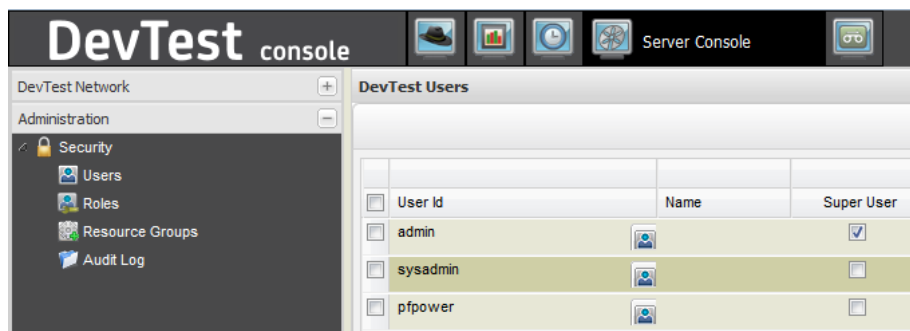 DevTest console
Server Console
DevTest Network
DevTest Users
Administration
Security
Users
Roles
User Id Name Super User
Resource Groups
admin
Audit Log
sysadmin
pfpower